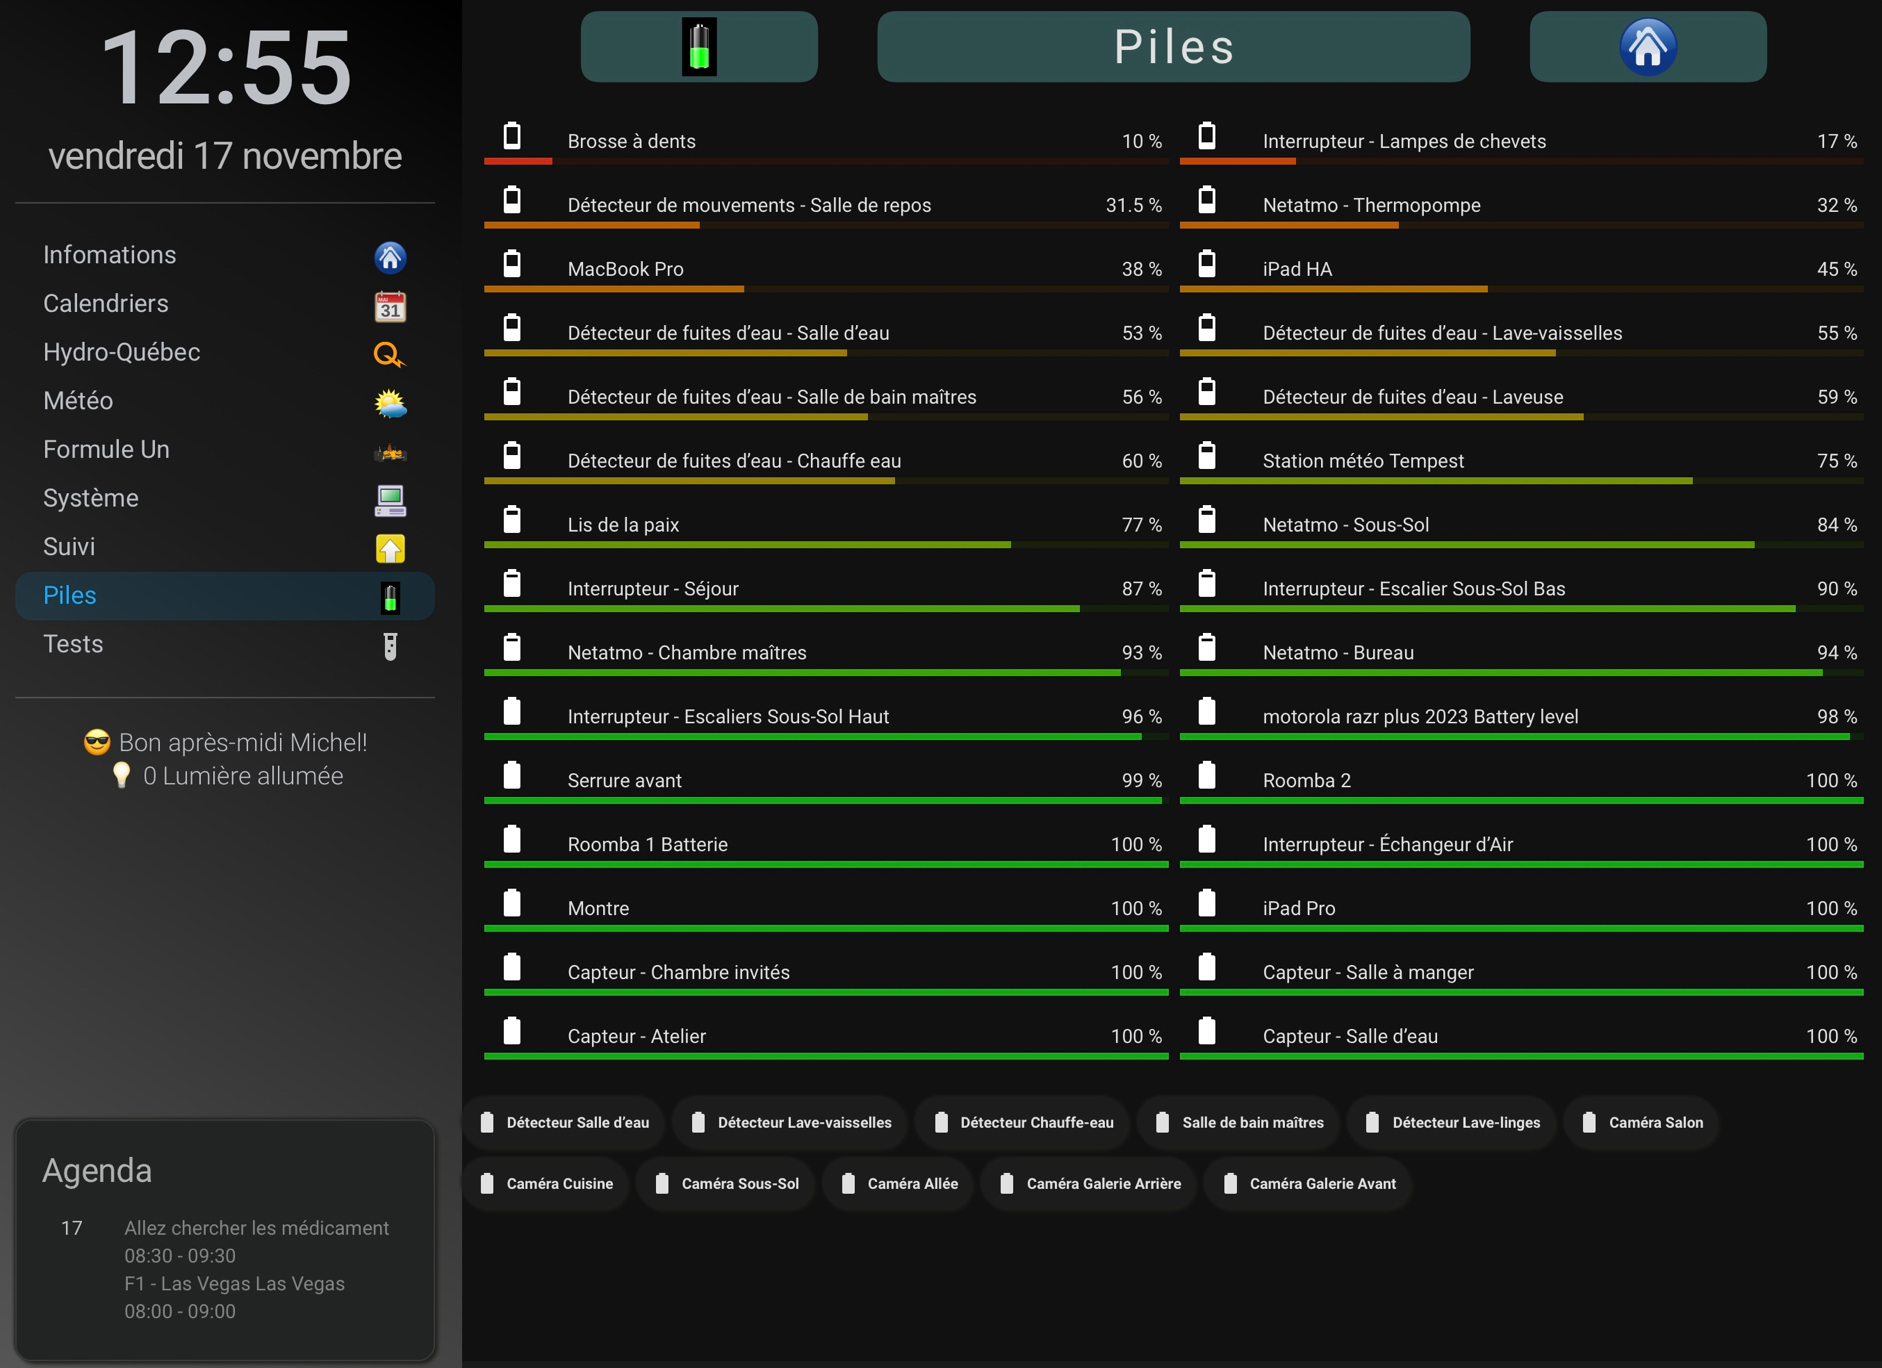 12:55
vendredi 17 novembre
Infomations
Calendriers
MAI
31
Hydro-Québec
Météo
Formule Un
Système
Suivi
Piles
Tests
😎 Bon après-midi Michel!
💡 0 Lumière allumée
Agenda
17 Allez chercher les médicament
08:30 - 09:30
F1 - Las Vegas Las Vegas
08:00 - 09:00
Piles
Brosse à dents 10 %
Interrupteur - Lampes de chevets 17 %
Détecteur de mouvements - Salle de repos 31.5 %
Netatmo - Thermopompe 32 %
MacBook Pro 38 %
iPad HA 45 %
Détecteur de fuites d’eau - Salle d’eau 53 %
Détecteur de fuites d’eau - Lave-vaisselles 55 %
Détecteur de fuites d’eau - Salle de bain maîtres 56 %
Détecteur de fuites d’eau - Laveuse 59 %
Détecteur de fuites d’eau - Chauffe eau 60 %
Station météo Tempest 75 %
Lis de la paix 77 %
Netatmo - Sous-Sol 84 %
Interrupteur - Séjour 87 %
Interrupteur - Escalier Sous-Sol Bas 90 %
Netatmo - Chambre maîtres 93 %
Netatmo - Bureau 94 %
Interrupteur - Escaliers Sous-Sol Haut 96 %
motorola razr plus 2023 Battery level 98 %
Serrure avant 99 %
Roomba 2 100 %
Roomba 1 Batterie 100 %
Interrupteur - Échangeur d’Air 100 %
Montre 100 %
iPad Pro 100 %
Capteur - Chambre invités 100 %
Capteur - Salle à manger 100 %
Capteur - Atelier 100 %
Capteur - Salle d’eau 100 %
Détecteur Salle d’eau
Détecteur Lave-vaisselles
Détecteur Chauffe-eau
Salle de bain maîtres
Détecteur Lave-linges
Caméra Salon
Caméra Cuisine
Caméra Sous-Sol
Caméra Allée
Caméra Galerie Arrière
Caméra Galerie Avant